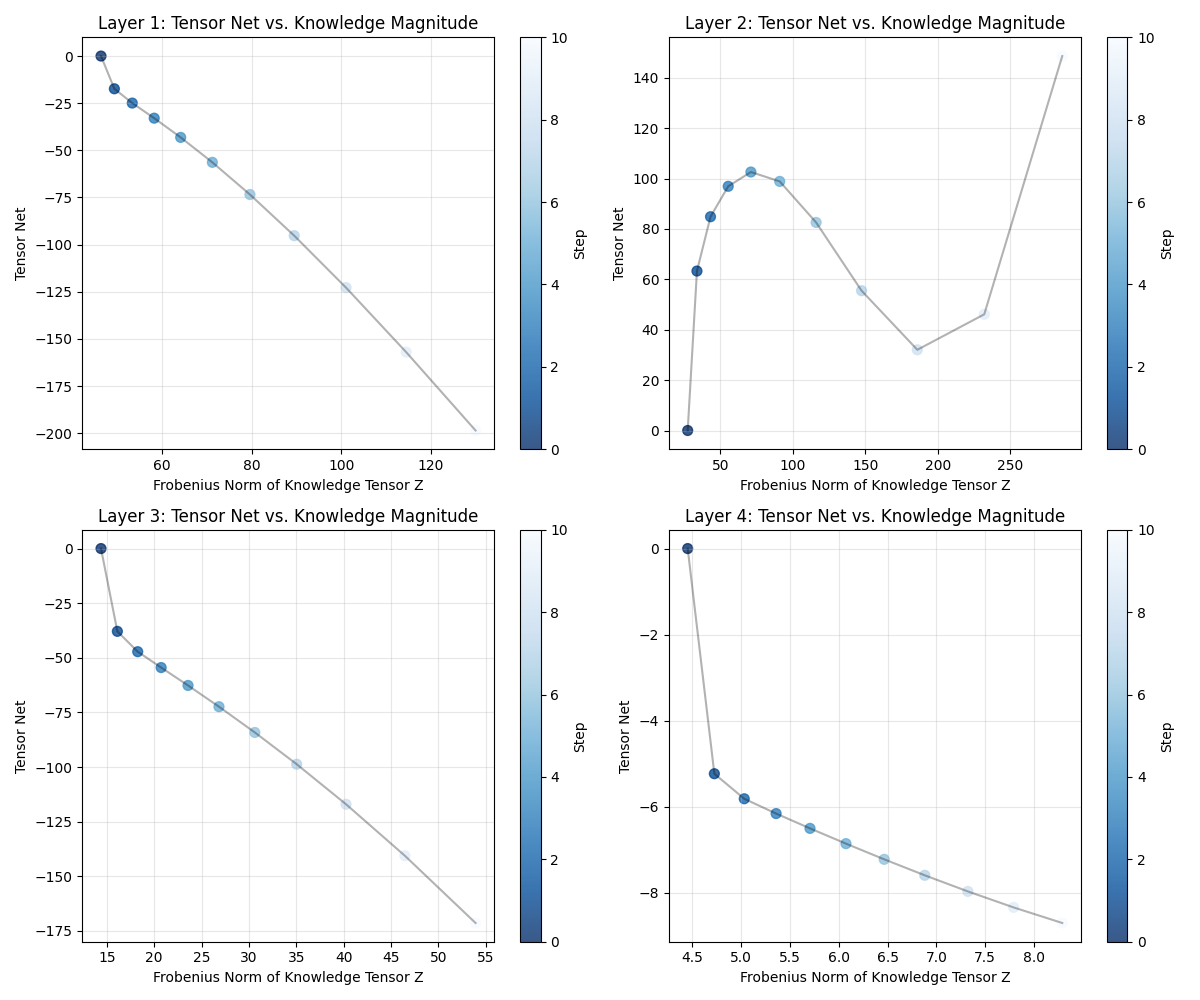 Layer 1: Tensor Net vs. Knowledge Magnitude
0
−25
−50
−75
−100
−125
−150
−175
−200
Tensor Net
60 80 100 120
Frobenius Norm of Knowledge Tensor Z
10
8
6
4
2
0
Step
Layer 2: Tensor Net vs. Knowledge Magnitude
140
120
100
80
60
40
20
0
Tensor Net
50 100 150 200 250
Frobenius Norm of Knowledge Tensor Z
10
8
6
4
2
0
Step
Layer 3: Tensor Net vs. Knowledge Magnitude
0
−25
−50
−75
−100
−125
−150
−175
Tensor Net
15 20 25 30 35 40 45 50 55
Frobenius Norm of Knowledge Tensor Z
10
8
6
4
2
0
Step
Layer 4: Tensor Net vs. Knowledge Magnitude
0
−2
−4
−6
−8
Tensor Net
4.5 5.0 5.5 6.0 6.5 7.0 7.5 8.0
Frobenius Norm of Knowledge Tensor Z
10
8
6
4
2
0
Step